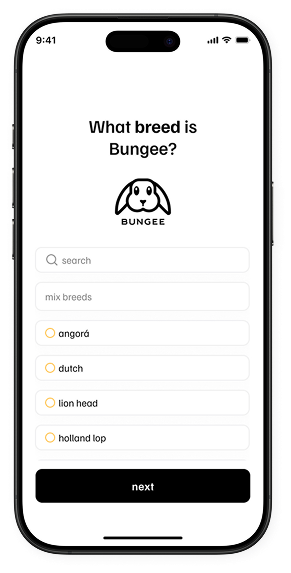 9:41
What breed is
Bungee?
BUNGEE
search
mix breeds
angorá
dutch
lion head
holland lop
next